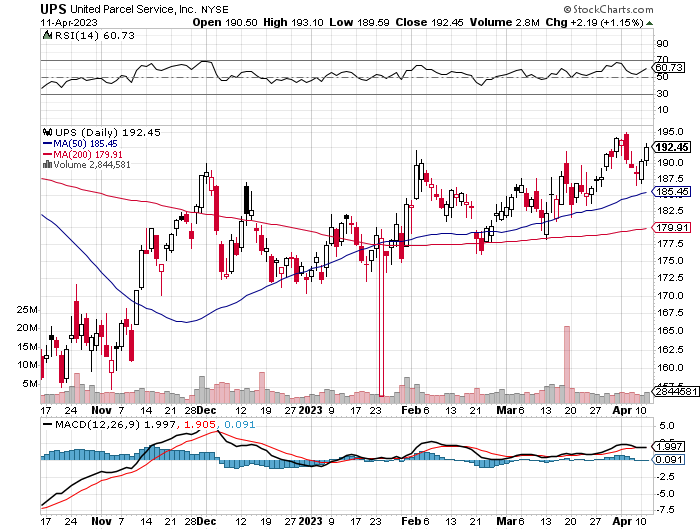 UPS United Parcel Service, Inc. NYSE
© StockCharts.com
11-Apr-2023
Open 190.50 High 193.10 Low 189.59 Close 192.45 Volume 2.8M Chg +2.19 (+1.15%)
RSI(14) 60.73
90
70
60.73
50
30
10
UPS (Daily) 192.45
MA(50) 185.45
MA(200) 179.91
Volume 2,844,581
195.0
192.45
190.0
187.5
185.45
182.5
179.91
177.5
175.0
172.5
170.0
167.5
165.0
162.5
160.0
2844581
25M
20M
15M
10M
5M
17 24 Nov 7 14 21 28 Dec 12 19 27 2023 9 17 23 Feb 6 13 21 Mar 6 13 20 27 Apr 10
MACD(12,26,9) 1.997, 1.905, 0.091
5.0
1.997
0.091
-2.5
-5.0
-7.5
17 24 Nov 7 14 21 28 Dec 12 19 27 2023 9 17 23 Feb 6 13 21 Mar 6 13 20 27 Apr 10